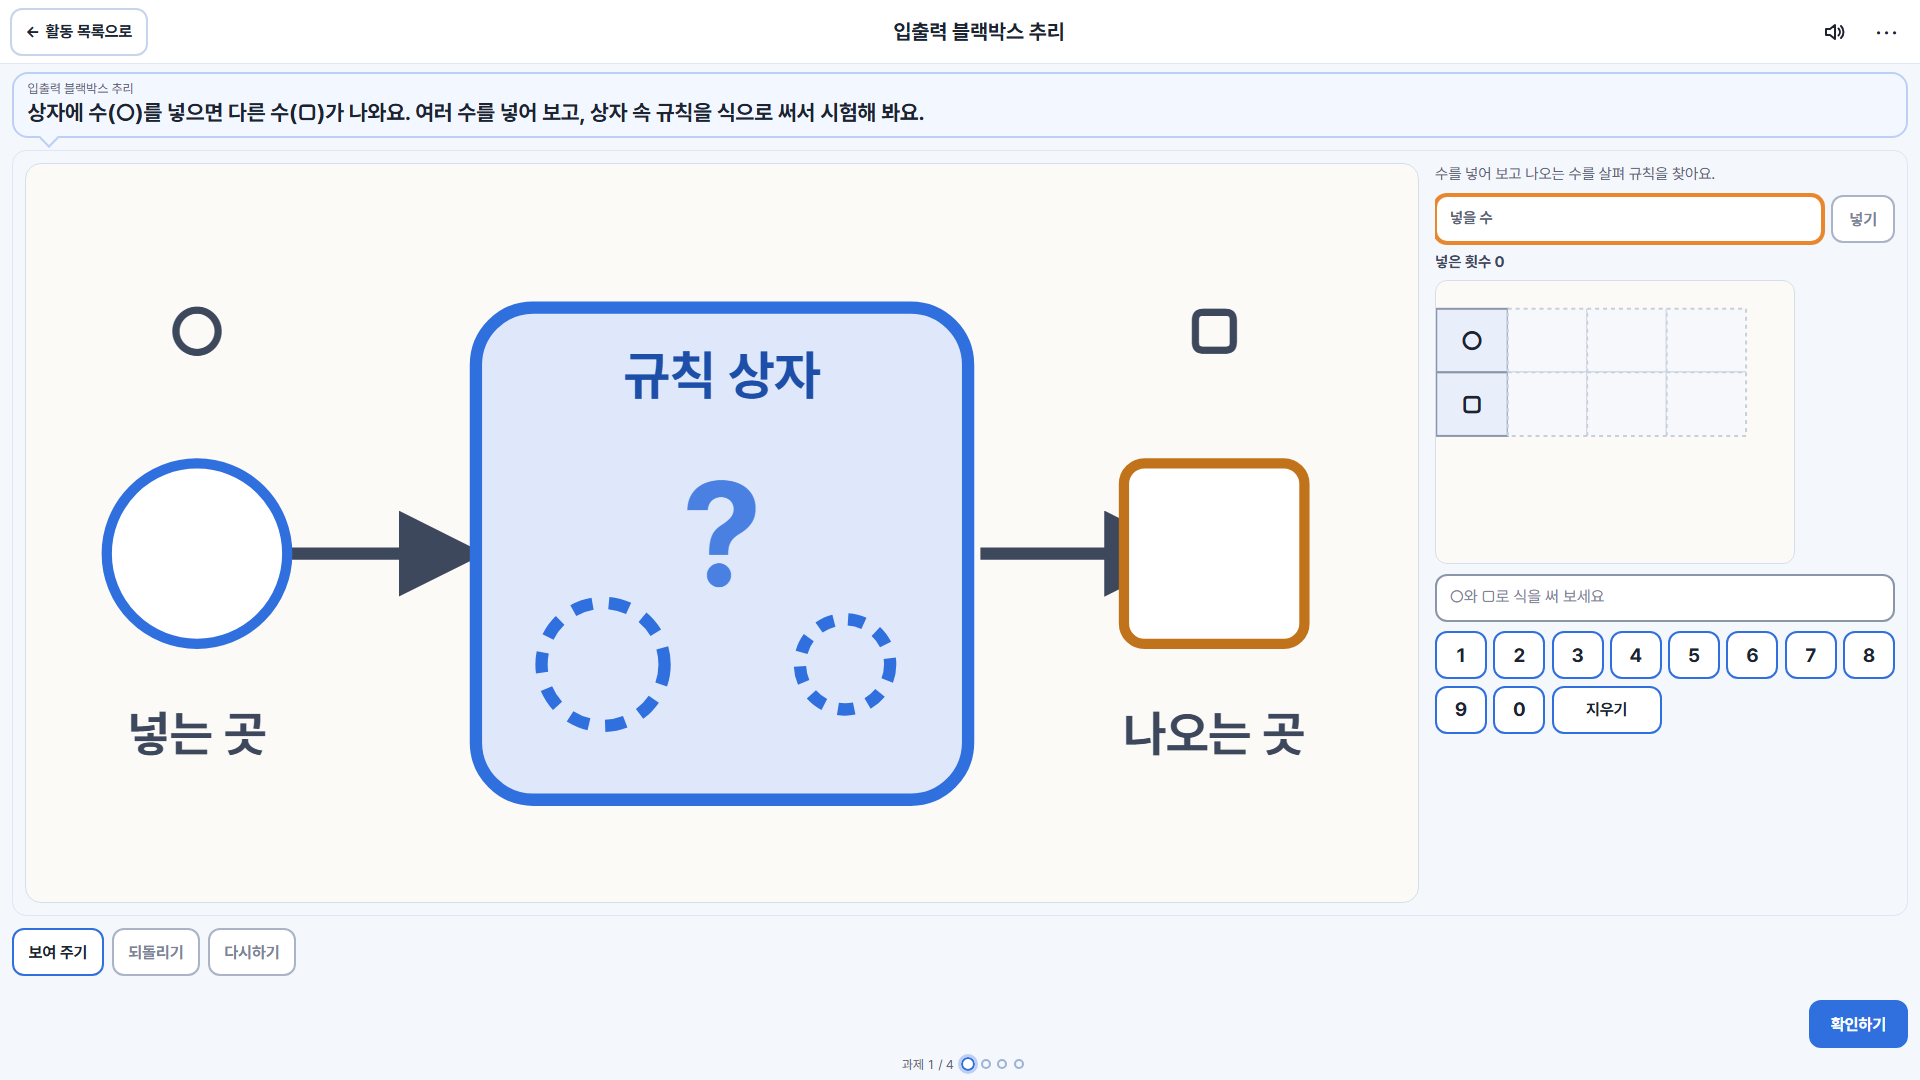 ← 활동 목록으로
입출력 블랙박스 추리
입출력 블랙박스 추리
상자에 수(○)를 넣으면 다른 수(□)가 나와요. 여러 수를 넣어 보고, 상자 속 규칙을 식으로 써서 시험해 봐요.
규칙 상자
?
넣는 곳
나오는 곳
수를 넣어 보고 나오는 수를 살펴 규칙을 찾아요.
넣을 수
넣기
넣은 횟수 0
○
□
○와 □로 식을 써 보세요
1 2 3 4 5 6 7 8
9 0 지우기
보여 주기 되돌리기 다시하기
확인하기
과제 1 / 4